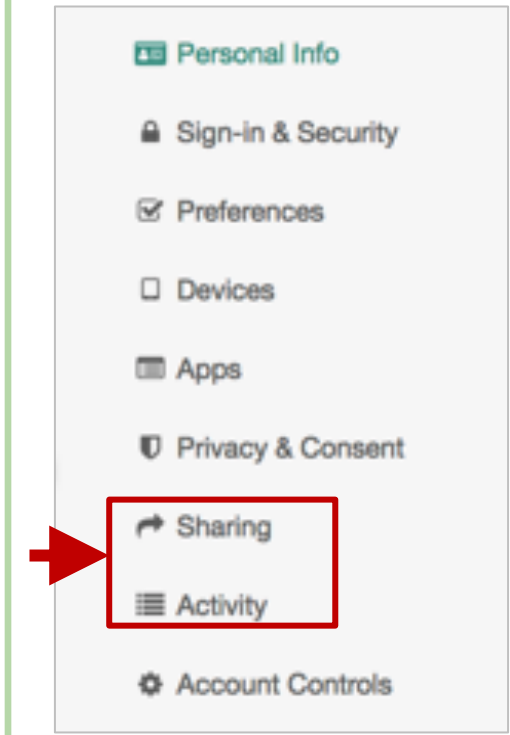 Personal Info
Sign-in & Security
Preferences
Devices
Apps
Privacy & Consent
Sharing
Activity
Account Controls